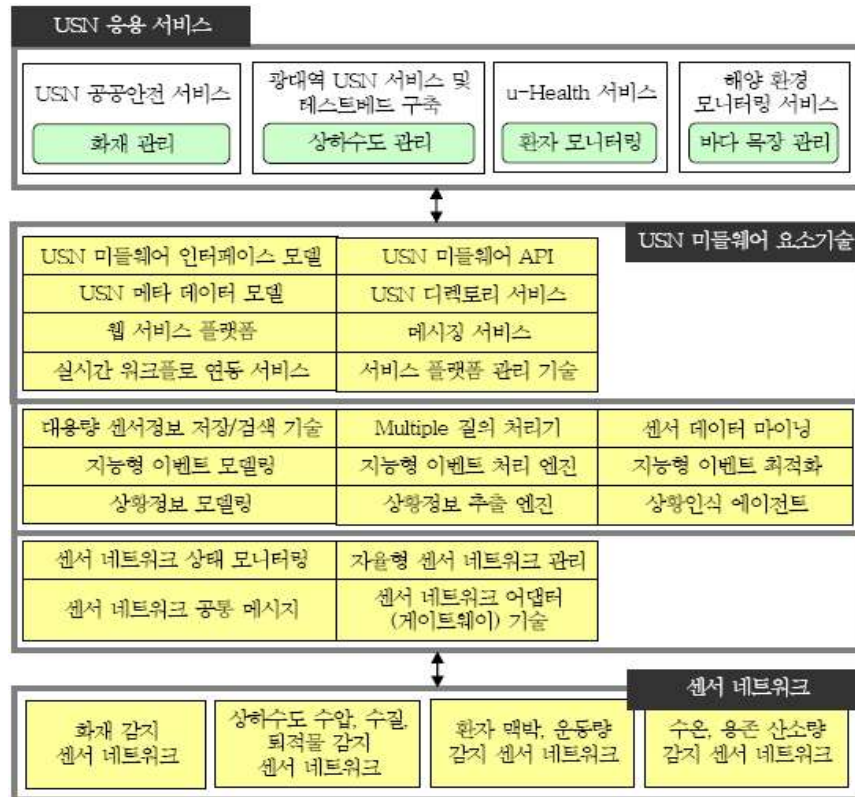 USN 응용 서비스
USN 공공안전 서비스
화재 관리
광대역 USN 서비스 및
테스트베드 구축
상하수도 관리
u-Health 서비스
환자 모니터링
해양 환경
모니터링 서비스
바다 목장 관리
USN 미들웨어 요소기술
USN 미들웨어 인터페이스 모델
USN 미들웨어 API
USN 메타 데이터 모델
USN 디렉토리 서비스
웹 서비스 플랫폼
메시징 서비스
실시간 워크플로 연동 서비스
서비스 플랫폼 관리 기술
대용량 센서정보 저장/검색 기술
Multiple 질의 처리기
센서 데이터 마이닝
지능형 이벤트 모델링
지능형 이벤트 처리 엔진
지능형 이벤트 최적화
상황정보 모델링
상황정보 추출 엔진
상황인식 에이전트
센서 네트워크 상태 모니터링
자율형 센서 네트워크 관리
센서 네트워크 공통 메시지
센서 네트워크 어댑터
(게이트웨이) 기술
센서 네트워크
화재 감지
센서 네트워크
상하수도 수압, 수질,
퇴적물 감지
센서 네트워크
환자 맥박, 운동량
감지 센서 네트워크
수온, 용존 산소량
감지 센서 네트워크